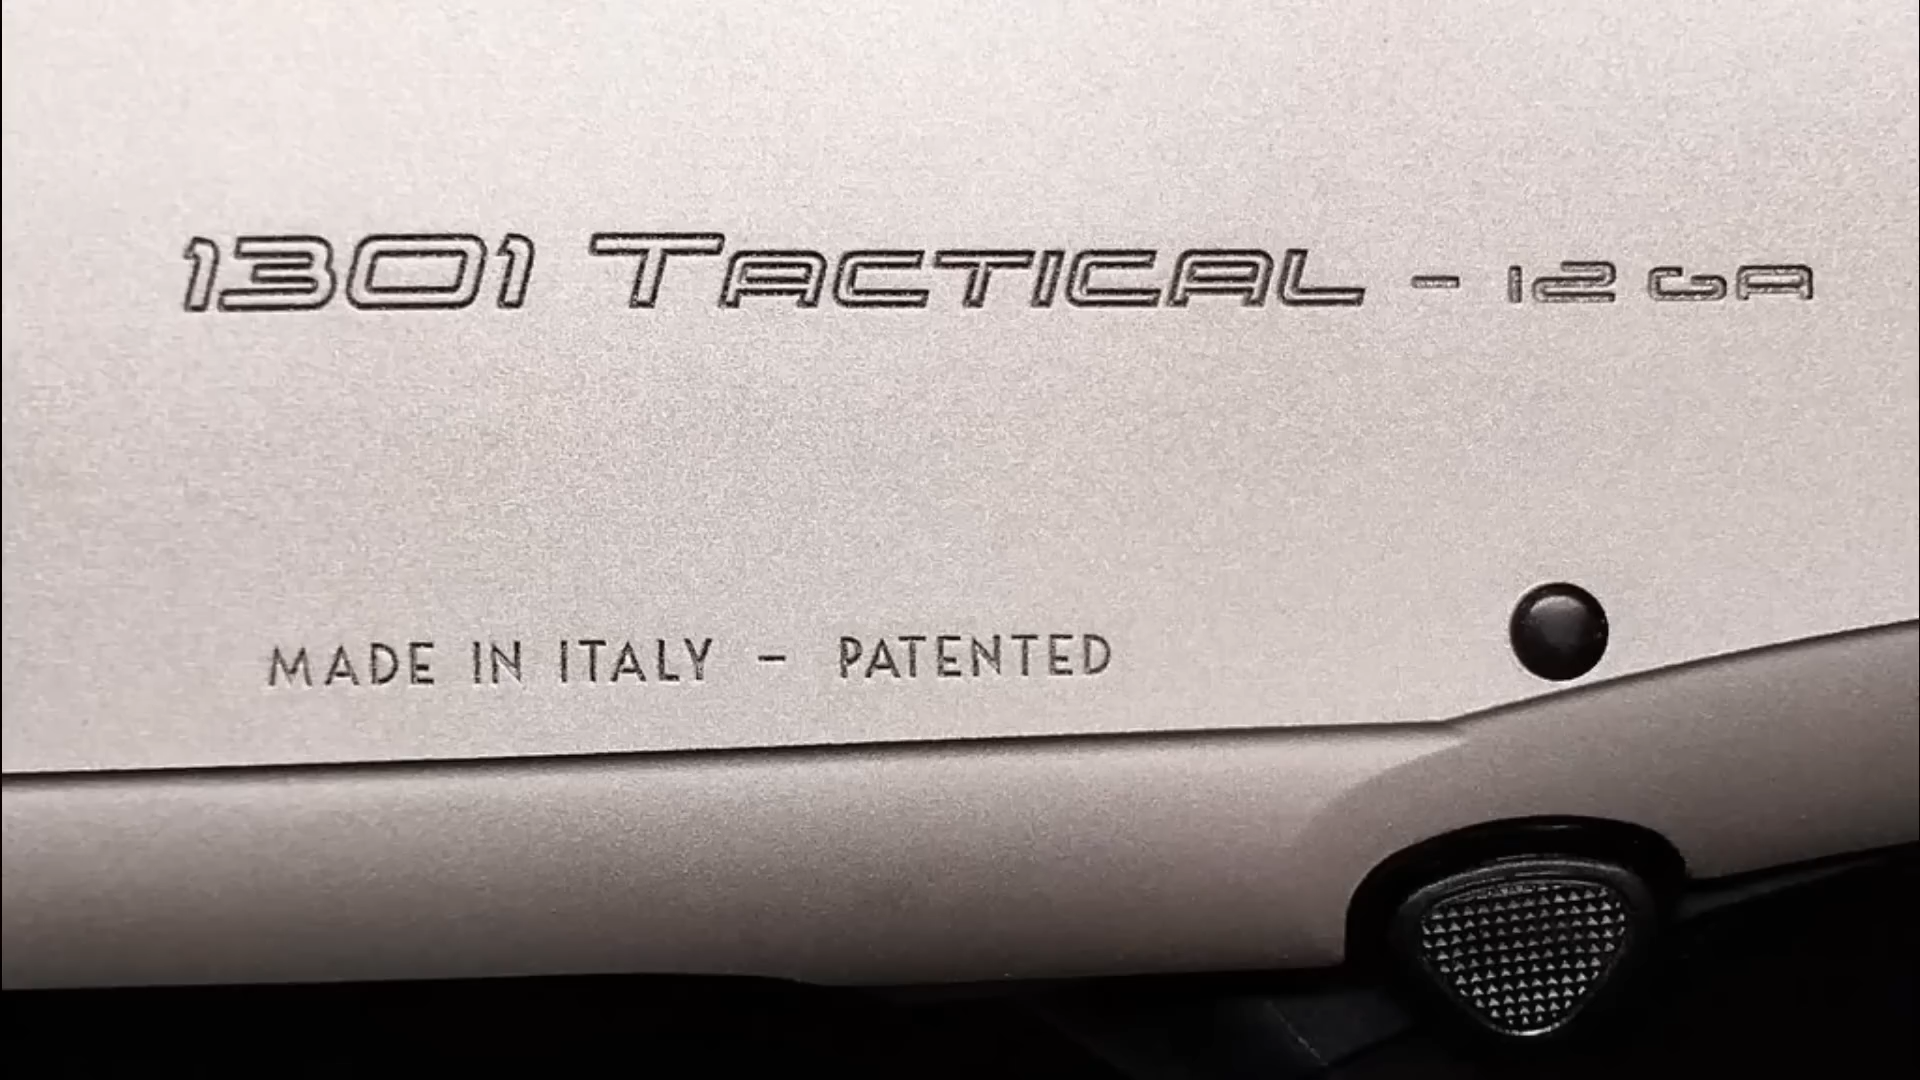 1301 TACTICAL - 12 GA
MADE IN ITALY - PATENTED